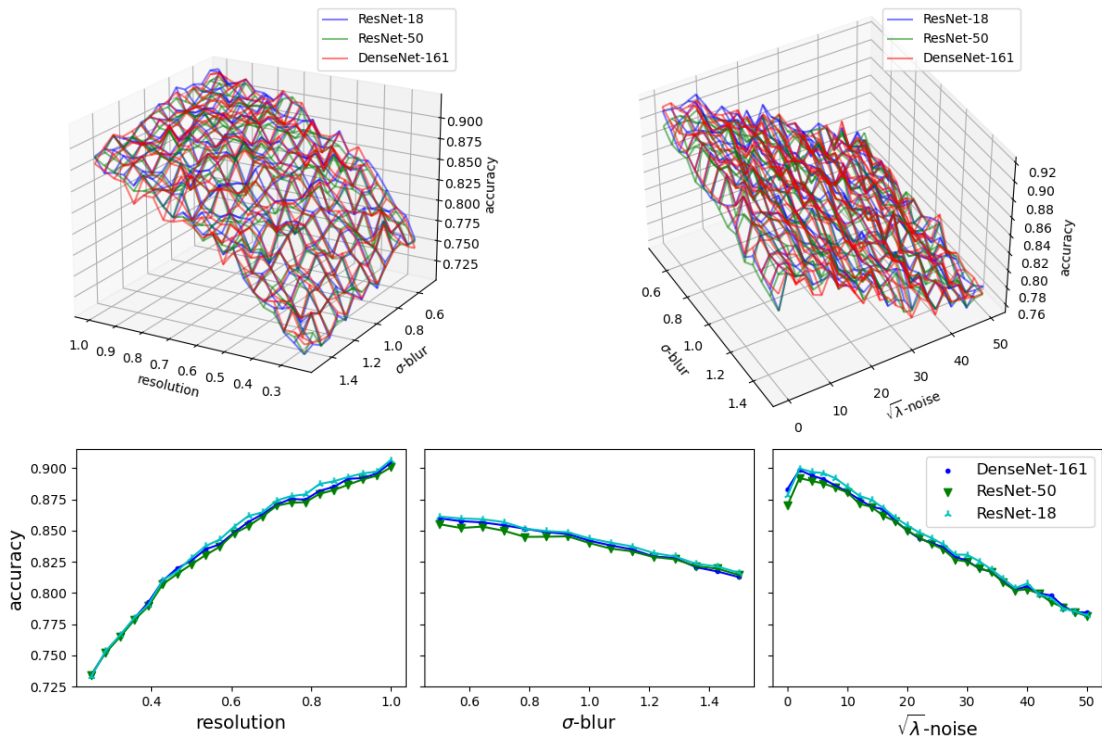 ResNet-18
ResNet-50
DenseNet-161
0.900
0.875
0.850
0.825
0.800
0.775
0.750
0.725
accuracy
1.0
0.9
0.8
0.7
0.6
0.5
0.4
0.3
resolution
0.6
0.8
1.0
1.2
1.4
σ-blur
ResNet-18
ResNet-50
DenseNet-161
0.92
0.90
0.88
0.86
0.84
0.82
0.80
0.78
0.76
accuracy
0.6
0.8
1.0
1.2
1.4
σ-blur
0
10
20
30
40
50
√λ-noise
0.900
0.875
0.850
0.825
0.800
0.775
0.750
0.725
accuracy
0.4 0.6 0.8 1.0
resolution
0.6 0.8 1.0 1.2 1.4
σ-blur
DenseNet-161
ResNet-50
ResNet-18
0 10 20 30 40 50
√λ-noise